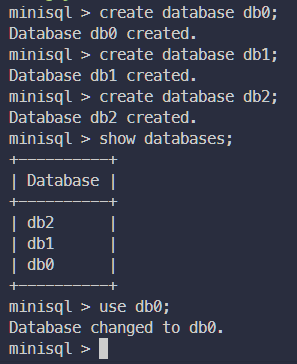 minisql > create database db0;
Database db0 created.
minisql > create database db1;
Database db1 created.
minisql > create database db2;
Database db2 created.
minisql > show databases;
+----------+
| Database |
+----------+
| db2      |
| db1      |
| db0      |
+----------+
minisql > use db0;
Database changed to db0.
minisql >